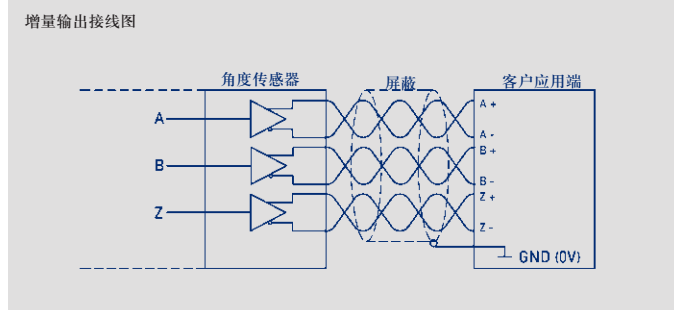 增量输出接线图
角度传感器
屏蔽
客户应用端
A
A +
A -
B
B +
B -
Z
Z +
Z -
GND (0V)